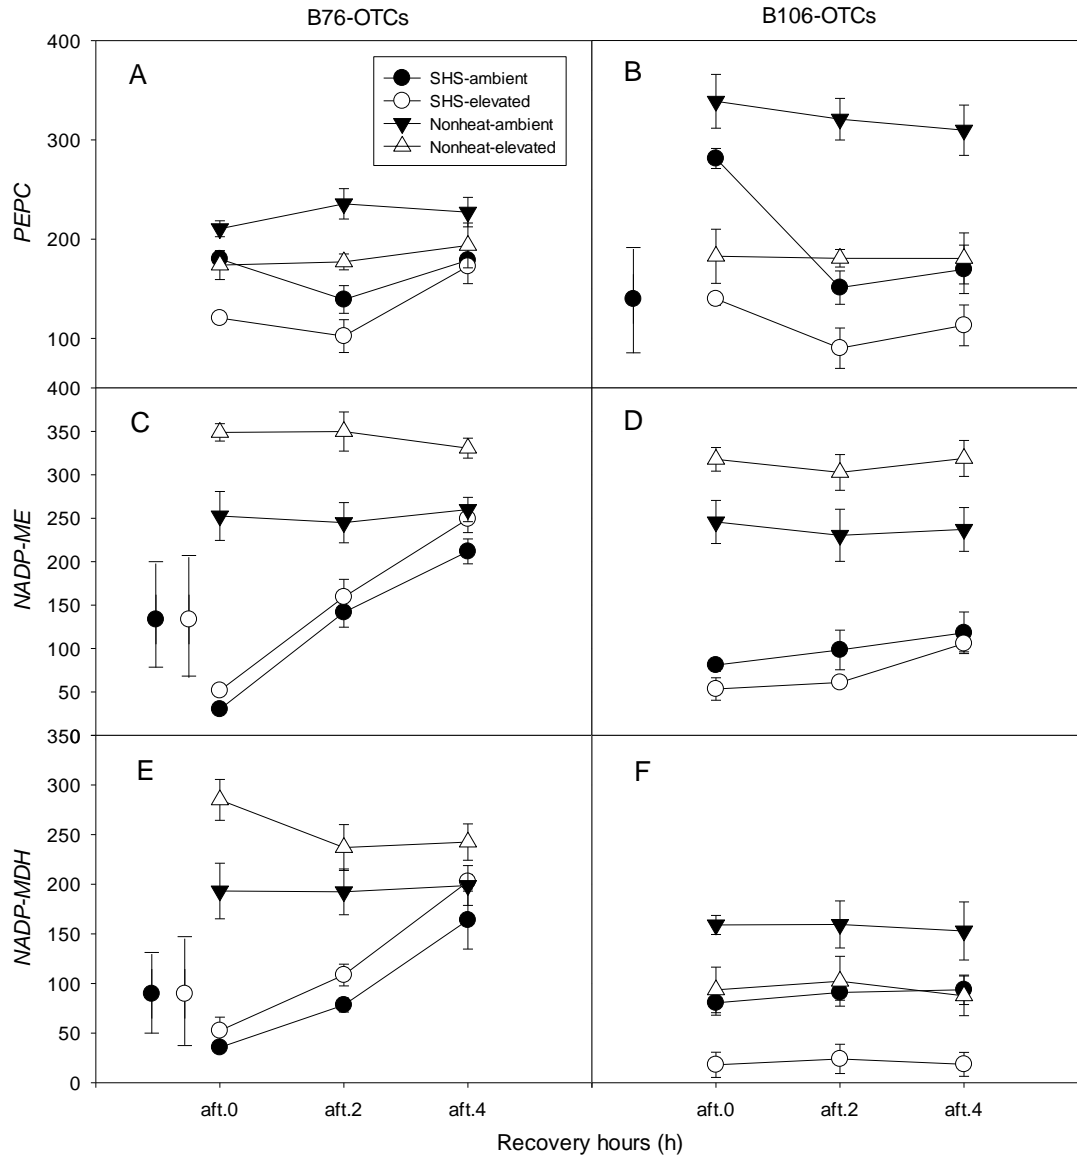 B76-OTCs
B106-OTCs
400
300
200
100
PEPC
A
SHS-ambient
SHS-elevated
Nonheat-ambient
Nonheat-elevated
B
400
350
300
250
200
150
100
50
NADP-ME
C
D
350
0
300
250
200
150
100
50
0
NADP-MDH
E
F
aft.0
aft.2
aft.4
aft.0
aft.2
aft.4
Recovery hours (h)